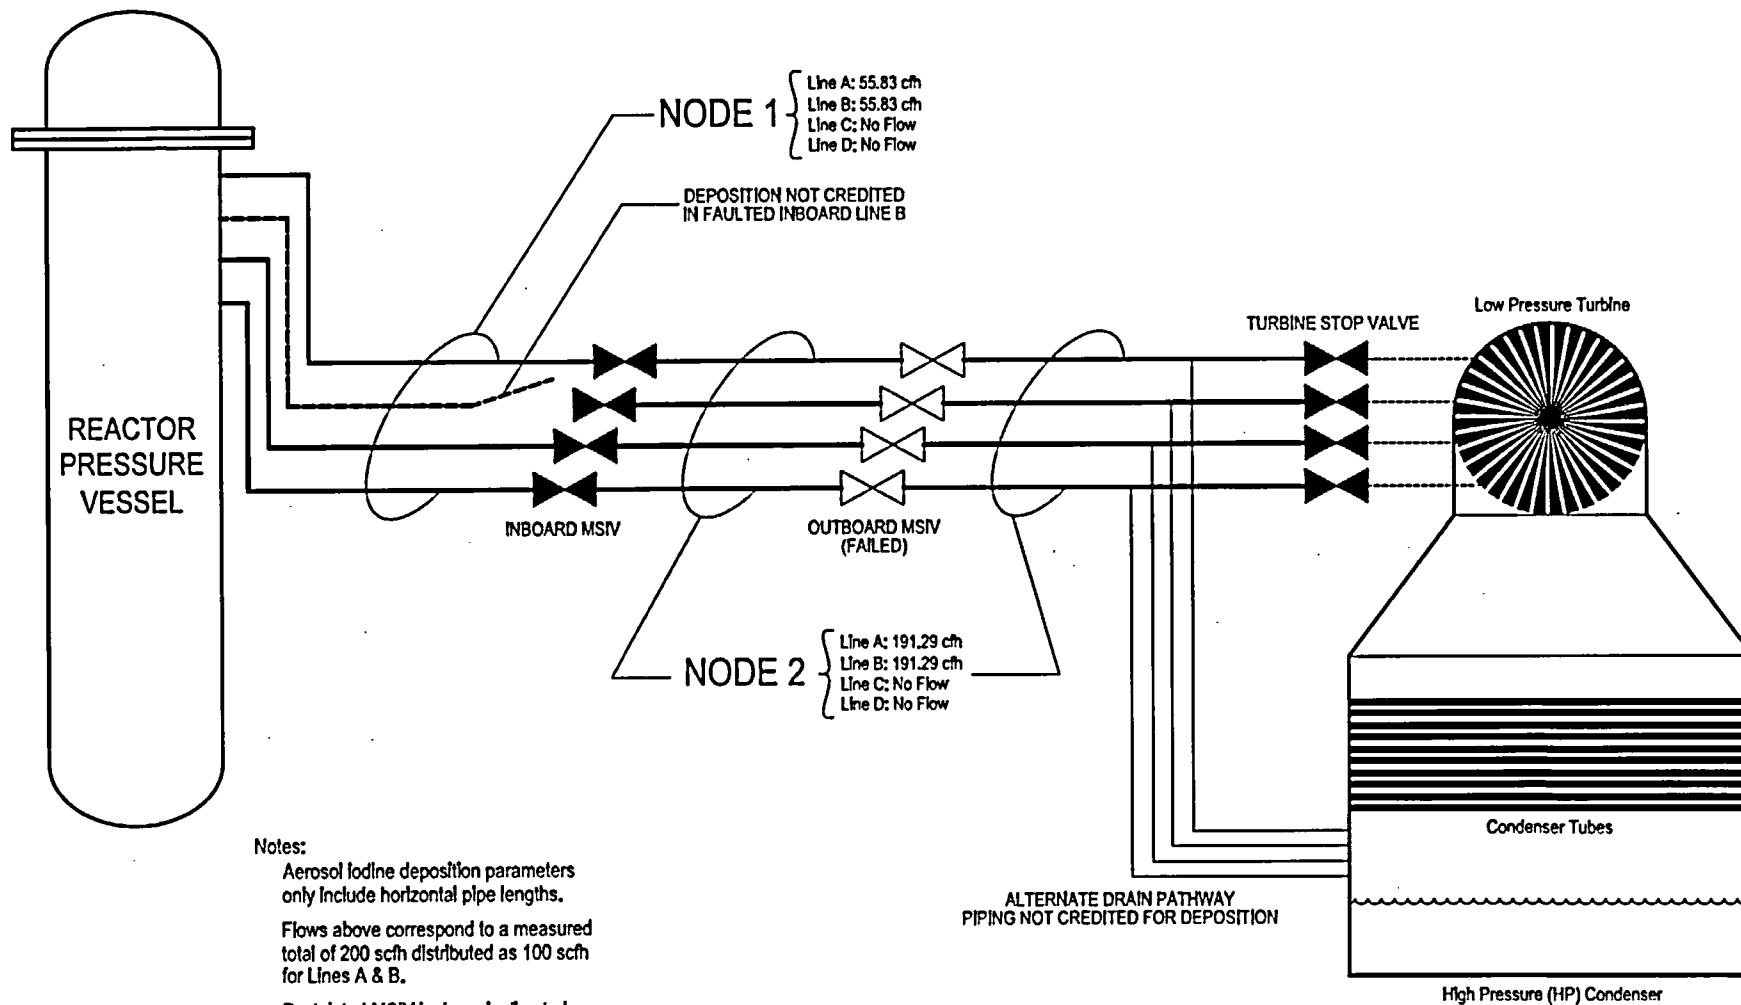 NODE 1
Line A: 55.83 cfh
Line B: 55.83 cfh
Line C: No Flow
Line D: No Flow
DEPOSITION NOT CREDITED
IN FAULTED INBOARD LINE B
Low Pressure Turbine
TURBINE STOP VALVE
REACTOR
PRESSURE
VESSEL
INBOARD MSIV
OUTBOARD MSIV
(FAILED)
NODE 2
Line A: 191.29 cfh
Line B: 191.29 cfh
Line C: No Flow
Line D: No Flow
Condenser Tubes
Notes:
Aerosol iodine deposition parameters
only include horizontal pipe lengths.
Flows above correspond to a measured
total of 200 scfh distributed as 100 scfh
for Lines A & B.
ALTERNATE DRAIN PATHWAY
PIPING NOT CREDITED FOR DEPOSITION
High Pressure (HP) Condenser